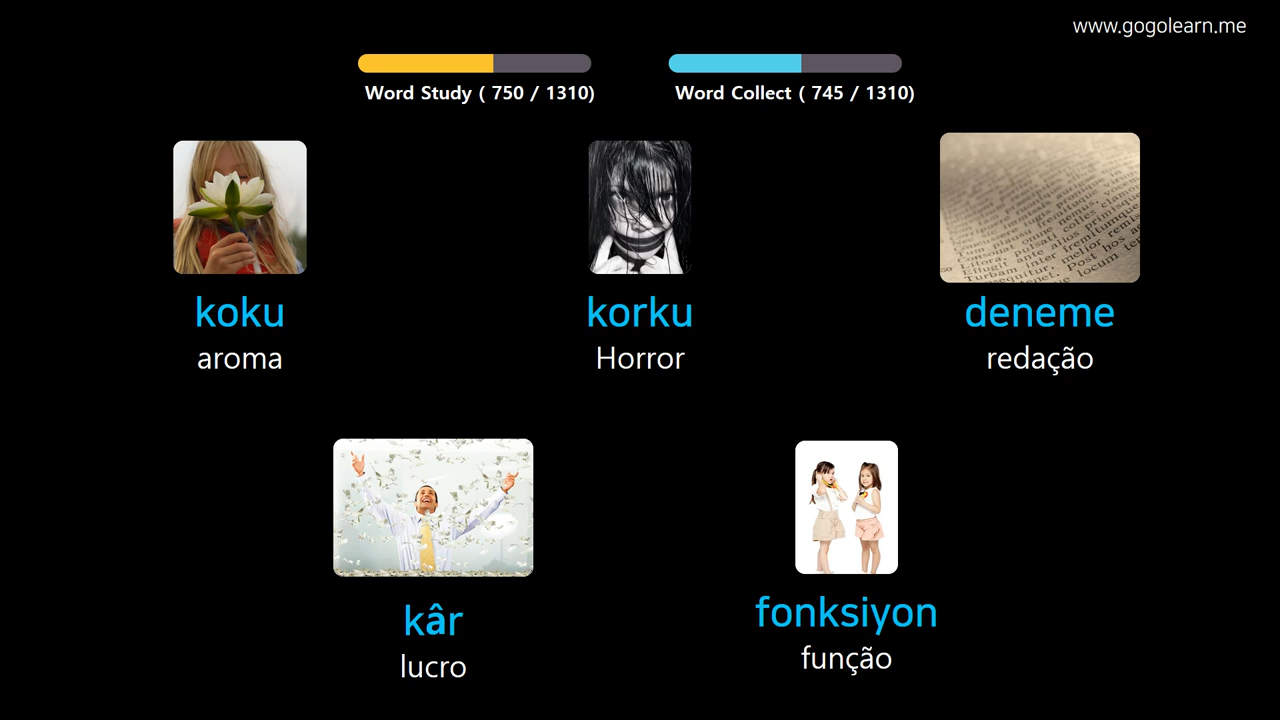 www.gogolearn.me
Word Study ( 750 / 1310)
Word Collect ( 745 / 1310)
koku
aroma
korku
Horror
deneme
redação
kâr
lucro
fonksiyon
função